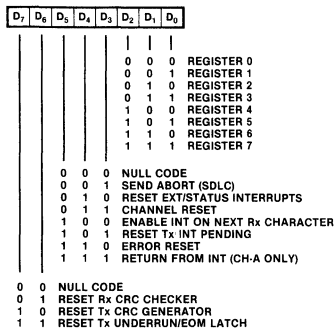 D7 D6 D5 D4 D3 D2 D1 D0
0 0 0 REGISTER 0
0 0 1 REGISTER 1
0 1 0 REGISTER 2
0 1 1 REGISTER 3
1 0 0 REGISTER 4
1 0 1 REGISTER 5
1 1 0 REGISTER 6
1 1 1 REGISTER 7
0 0 0 NULL CODE
0 0 1 SEND ABORT (SDLC)
0 1 0 RESET EXT/STATUS INTERRUPTS
0 1 1 CHANNEL RESET
1 0 0 ENABLE INT ON NEXT Rx CHARACTER
1 0 1 RESET Tx INT PENDING
1 1 0 ERROR RESET
1 1 1 RETURN FROM INT (CH-A ONLY)
0 0 NULL CODE
0 1 RESET Rx CRC CHECKER
1 0 RESET Tx CRC GENERATOR
1 1 RESET Tx UNDERRUN/EOM LATCH